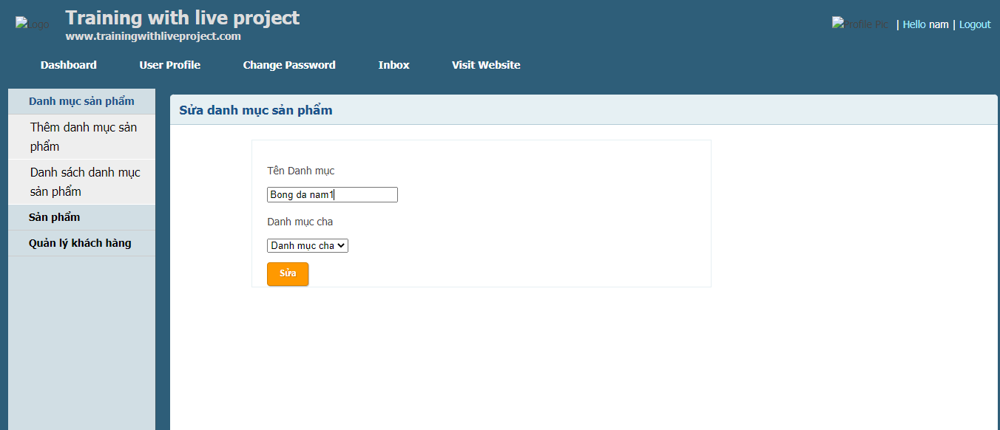 Logo
Training with live project
www.trainingwithliveproject.com
Profile Pic | Hello nam | Logout
Dashboard User Profile Change Password Inbox Visit Website
Danh mục sản phẩm
Thêm danh mục sản
phẩm
Danh sách danh mục
sản phẩm
Sản phẩm
Quản lý khách hàng
Sửa danh mục sản phẩm
Tên Danh mục
Bong da nam1
Danh mục cha
Danh mục cha
Sửa